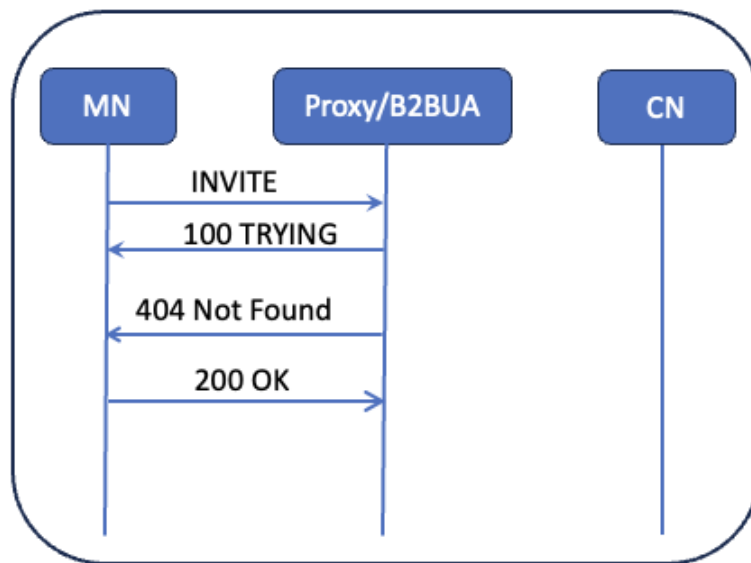 MN
Proxy/B2BUA
CN
INVITE
100 TRYING
404 Not Found
200 OK